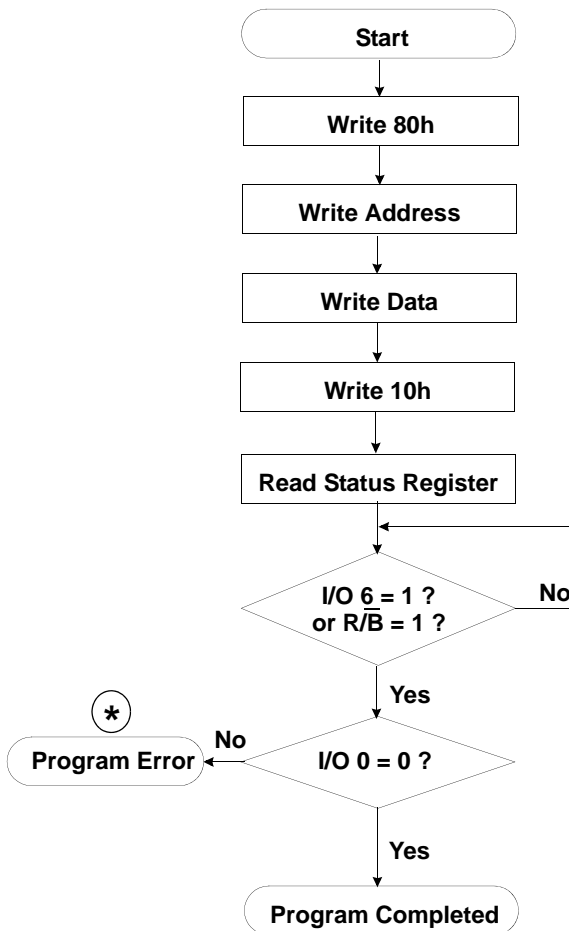 Start
Write 80h
Write Address
Write Data
Write 10h
Read Status Register
I/O 6 = 1 ?
or R/B̅ = 1 ?
No
Yes
*
No
Program Error
I/O 0 = 0 ?
Yes
Program Completed